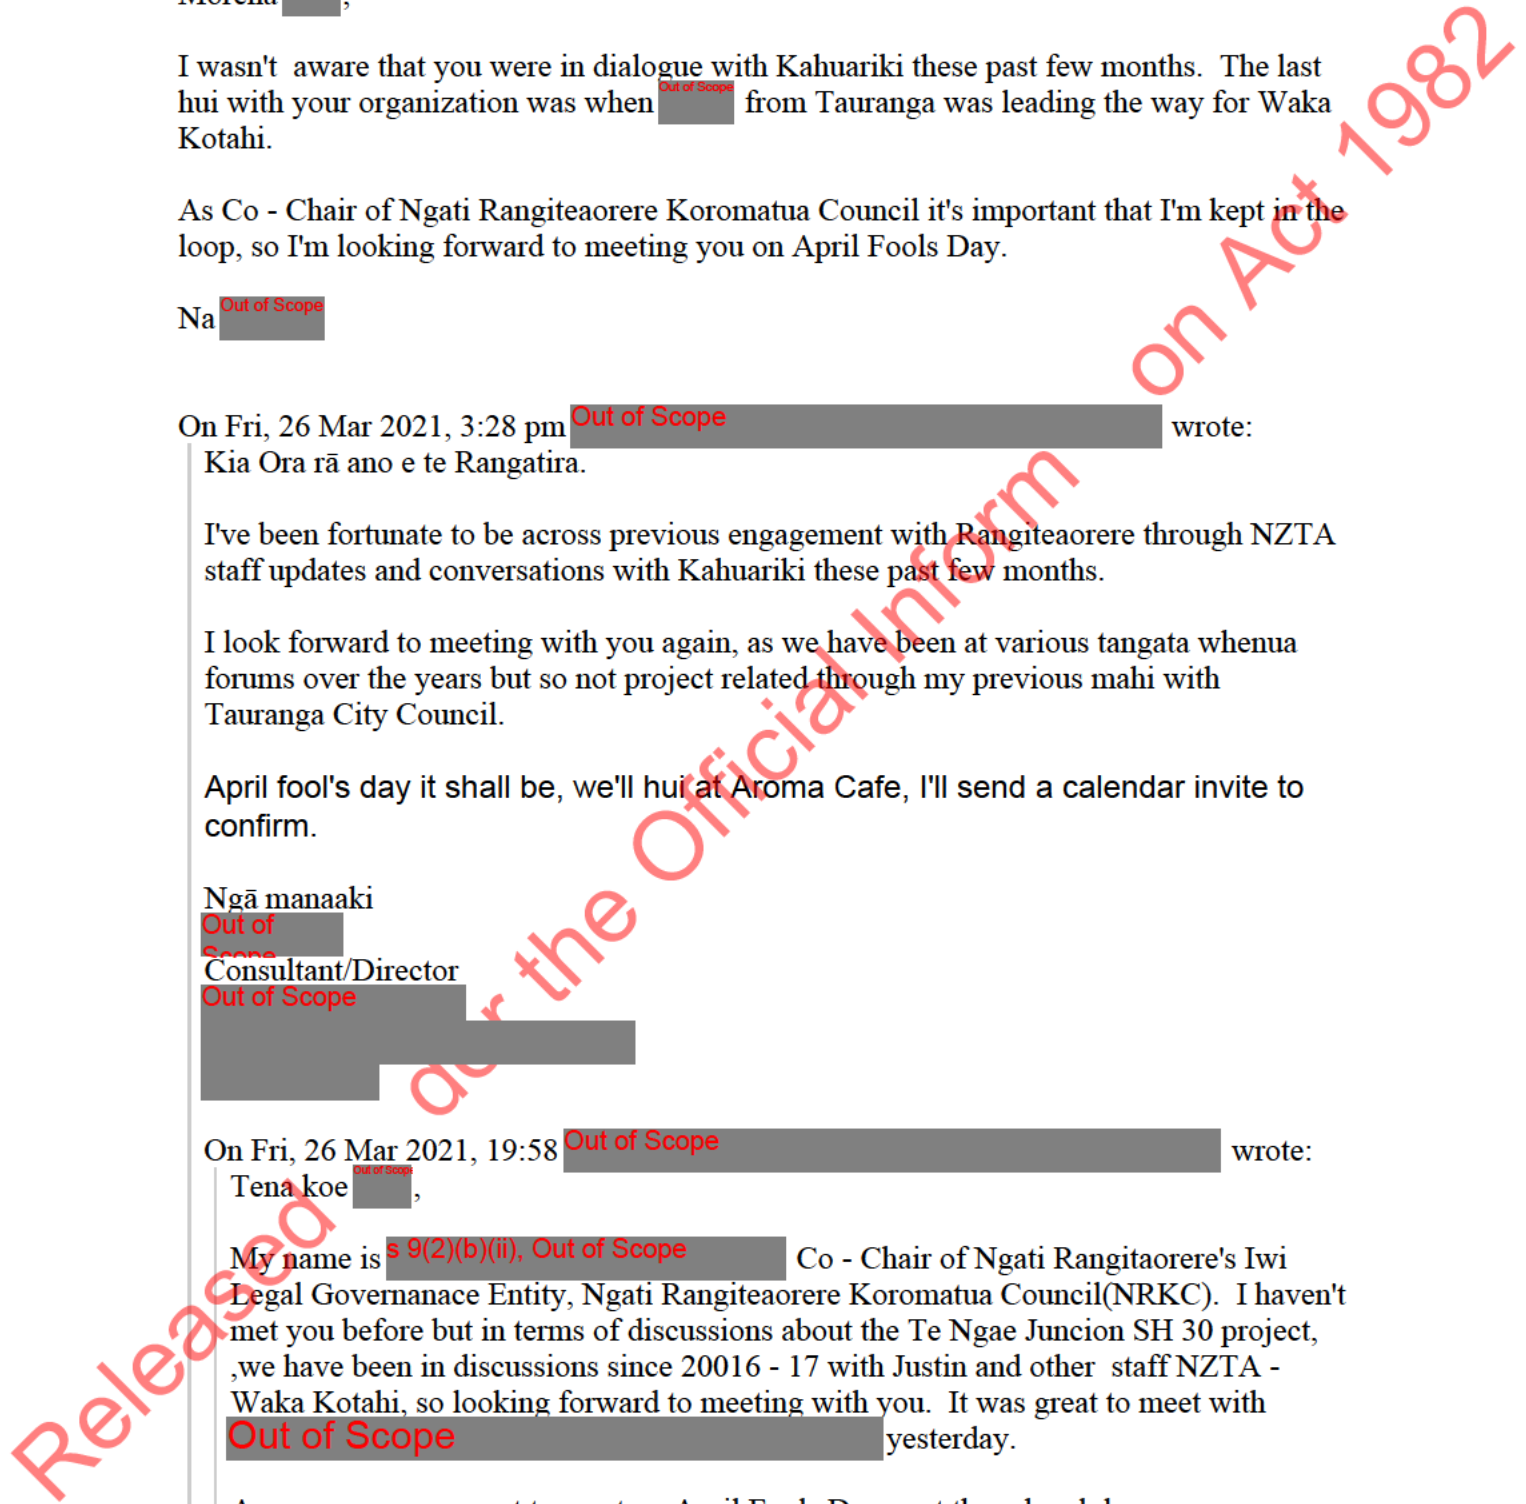 Morena
,
I wasn't  aware that you were in dialogue with Kahuariki these past few months.  The last
hui with your organization was when Out of Scope from Tauranga was leading the way for Waka
Kotahi.
As Co - Chair of Ngati Rangiteaorere Koromatua Council it's important that I'm kept in the
loop, so I'm looking forward to meeting you on April Fools Day.
Na Out of Scope
On Fri, 26 Mar 2021, 3:28 pm Out of Scope wrote:
Kia Ora rā ano e te Rangatira.
I've been fortunate to be across previous engagement with Rangiteaorere through NZTA
staff updates and conversations with Kahuariki these past few months.
I look forward to meeting with you again, as we have been at various tangata whenua
forums over the years but so not project related through my previous mahi with
Tauranga City Council.
April fool's day it shall be, we'll hui at Aroma Cafe, I'll send a calendar invite to
confirm.
Ngā manaaki
Out of
Scope
Consultant/Director
Out of Scope
On Fri, 26 Mar 2021, 19:58 Out of Scope wrote:
Tena koe Out of Scope,
My name is s 9(2)(b)(ii), Out of Scope Co - Chair of Ngati Rangitaorere's Iwi
Legal Governanace Entity, Ngati Rangiteaorere Koromatua Council(NRKC).  I haven't
met you before but in terms of discussions about the Te Ngae Juncion SH 30 project,
,we have been in discussions since 20016 - 17 with Justin and other  staff NZTA -
Waka Kotahi, so looking forward to meeting with you.  It was great to meet with
Out of Scope yesterday.
Released der the Official Inform on Act 1982